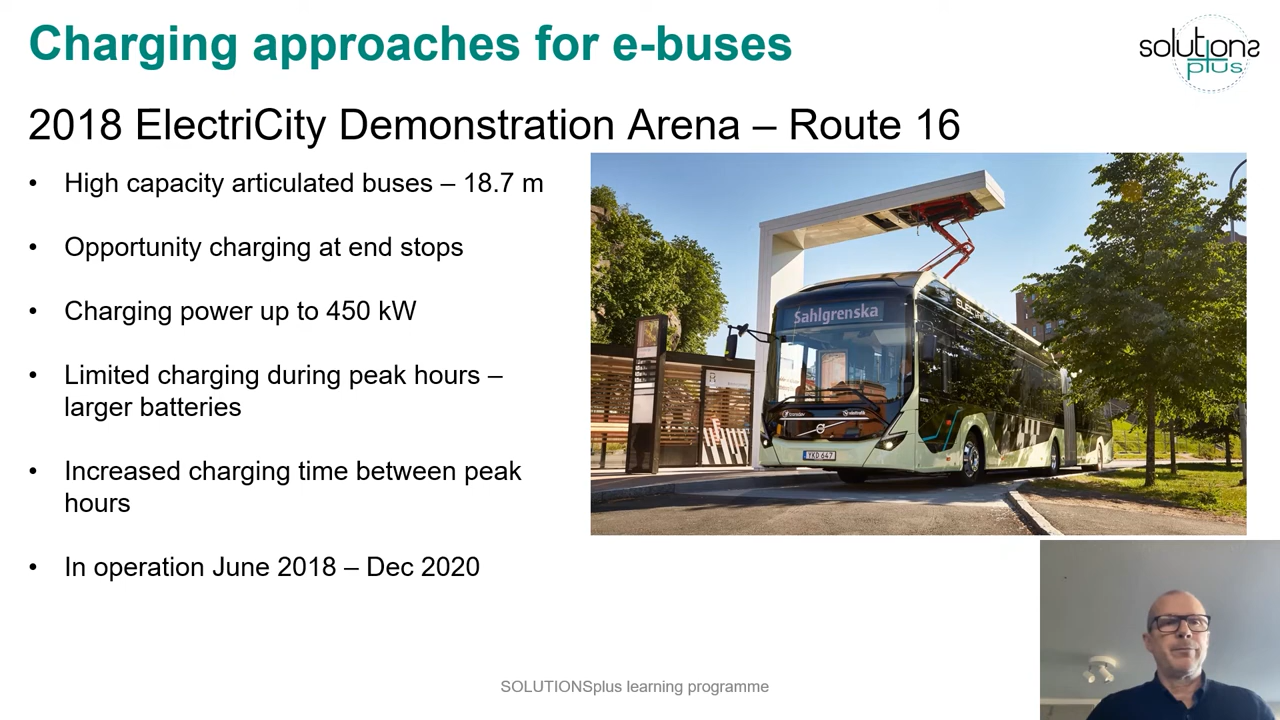 Charging approaches for e-buses
solutions
plus
2018 ElectriCity Demonstration Arena – Route 16
• High capacity articulated buses – 18.7 m
• Opportunity charging at end stops
• Charging power up to 450 kW
• Limited charging during peak hours –
larger batteries
• Increased charging time between peak
hours
• In operation June 2018 – Dec 2020
Sahlgrenska
YKD 647
SOLUTIONSplus learning programme